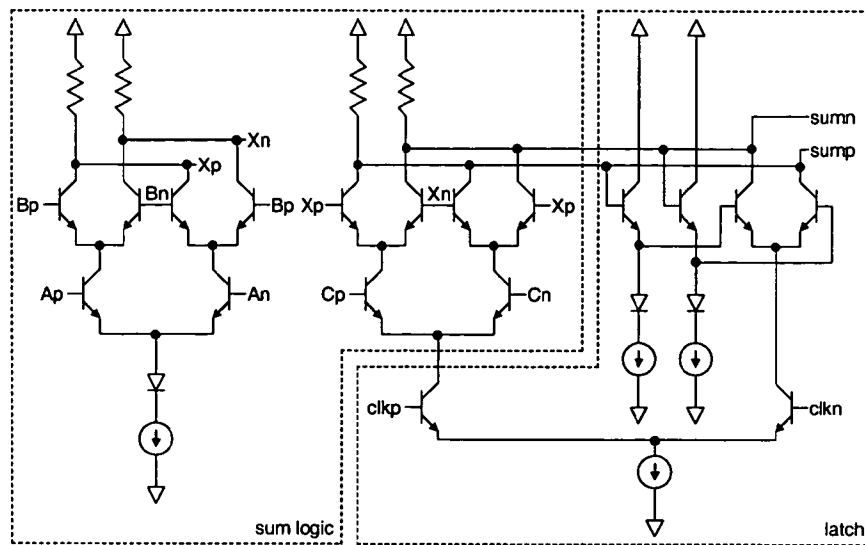 sumn
Xn
sump
Xp
Bp
Bn
Bp
Xp
Xn
Xp
Ap
An
Cp
Cn
clkp
clkn
sum logic
latch